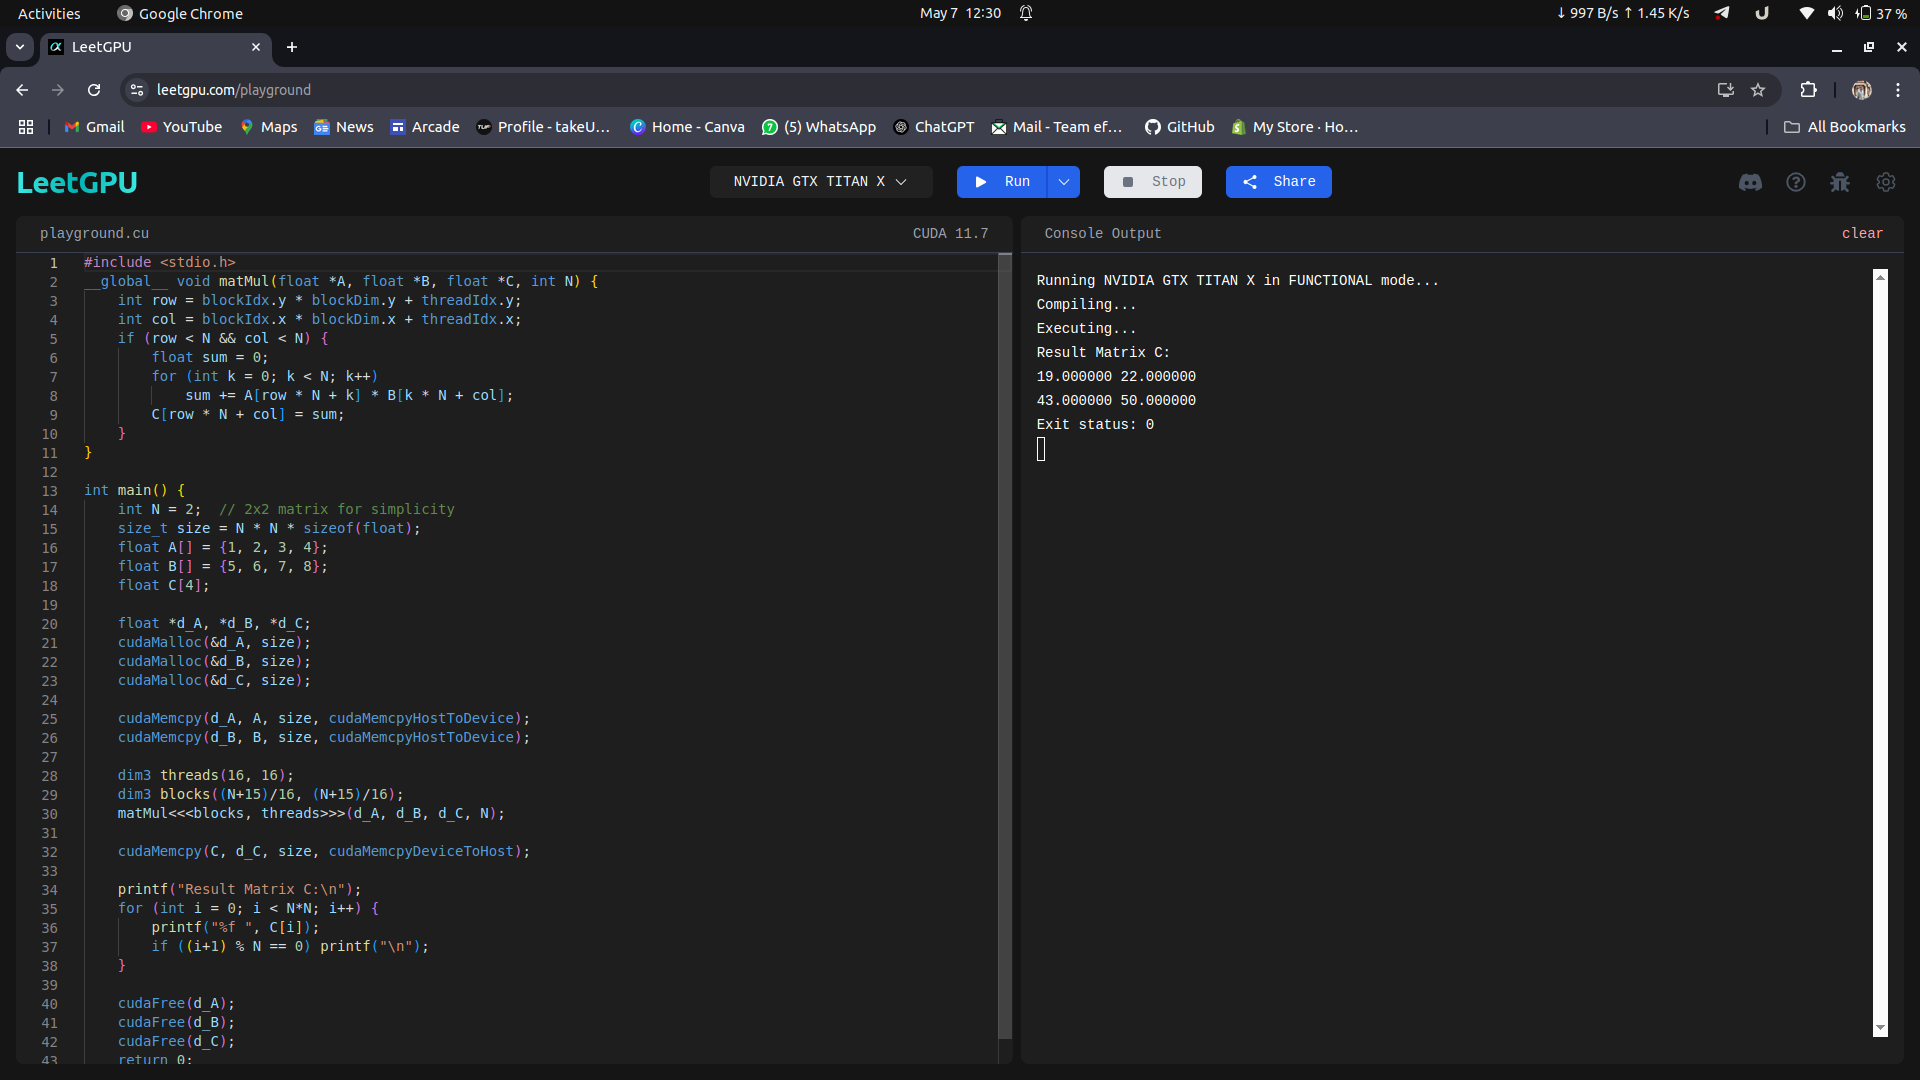 Activities Google Chrome May 7 12:30 ↓ 997 B/s ↑ 1.45 K/s 37 %
LeetGPU
leetgpu.com/playground
Gmail YouTube Maps News Arcade Profile - takeU... Home - Canva (5) WhatsApp ChatGPT Mail - Team ef... GitHub My Store · Ho... All Bookmarks
LeetGPU NVIDIA GTX TITAN X Run Stop Share
playground.cu CUDA 11.7
1 #include <stdio.h>
2 __global__ void matMul(float *A, float *B, float *C, int N) {
3     int row = blockIdx.y * blockDim.y + threadIdx.y;
4     int col = blockIdx.x * blockDim.x + threadIdx.x;
5     if (row < N && col < N) {
6         float sum = 0;
7         for (int k = 0; k < N; k++)
8             sum += A[row * N + k] * B[k * N + col];
9         C[row * N + col] = sum;
10     }
11 }
12
13 int main() {
14     int N = 2;  // 2x2 matrix for simplicity
15     size_t size = N * N * sizeof(float);
16     float A[] = {1, 2, 3, 4};
17     float B[] = {5, 6, 7, 8};
18     float C[4];
19
20     float *d_A, *d_B, *d_C;
21     cudaMalloc(&d_A, size);
22     cudaMalloc(&d_B, size);
23     cudaMalloc(&d_C, size);
24
25     cudaMemcpy(d_A, A, size, cudaMemcpyHostToDevice);
26     cudaMemcpy(d_B, B, size, cudaMemcpyHostToDevice);
27
28     dim3 threads(16, 16);
29     dim3 blocks((N+15)/16, (N+15)/16);
30     matMul<<<blocks, threads>>>(d_A, d_B, d_C, N);
31
32     cudaMemcpy(C, d_C, size, cudaMemcpyDeviceToHost);
33
34     printf("Result Matrix C:\n");
35     for (int i = 0; i < N*N; i++) {
36         printf("%f ", C[i]);
37         if ((i+1) % N == 0) printf("\n");
38     }
39
40     cudaFree(d_A);
41     cudaFree(d_B);
42     cudaFree(d_C);
43     return 0;
Console Output clear
Running NVIDIA GTX TITAN X in FUNCTIONAL mode...
Compiling...
Executing...
Result Matrix C:
19.000000 22.000000
43.000000 50.000000
Exit status: 0